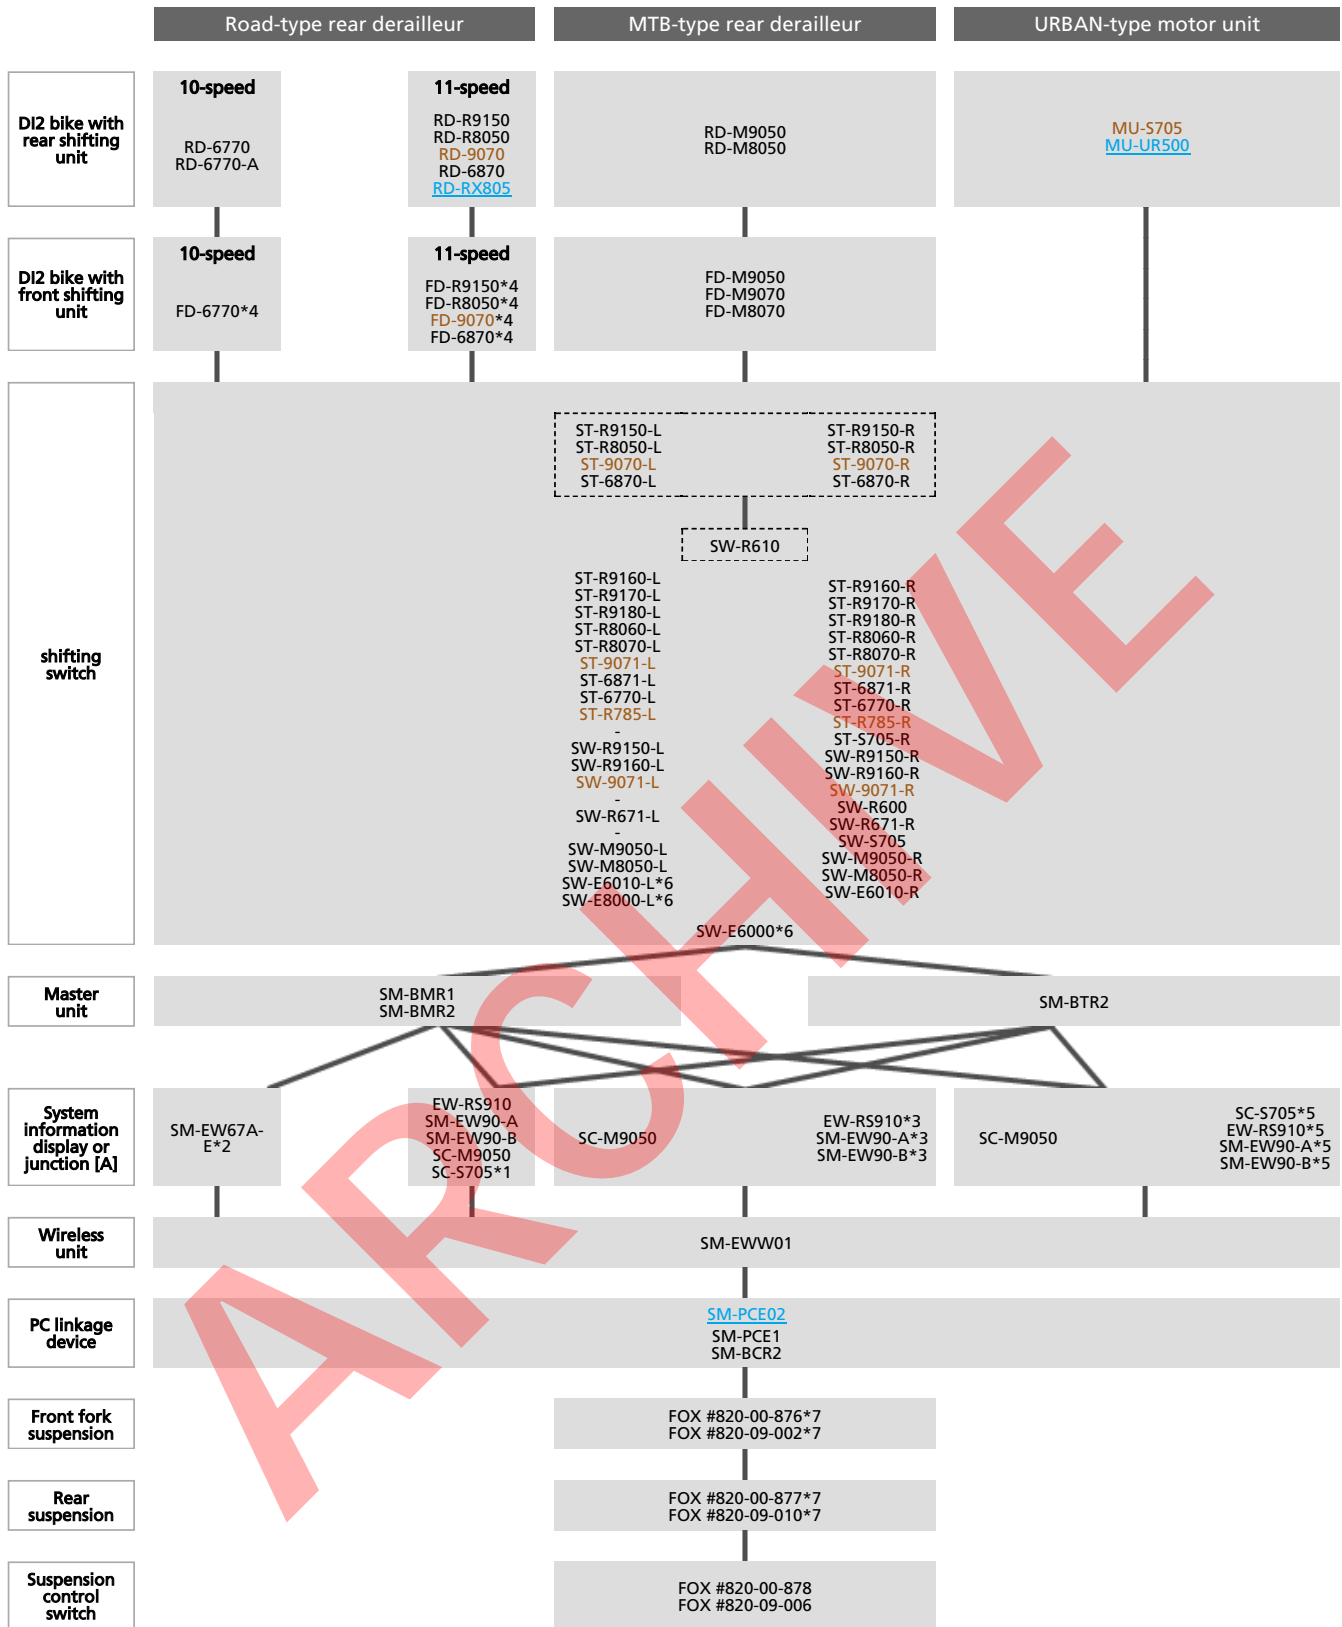 Road-type rear derailleur
MTB-type rear derailleur
URBAN-type motor unit
DI2 bike with
rear shifting
unit
10-speed
RD-6770
RD-6770-A
11-speed
RD-R9150
RD-R8050
RD-9070
RD-6870
RD-RX805
RD-M9050
RD-M8050
MU-S705
MU-UR500
DI2 bike with
front shifting
unit
10-speed
FD-6770*4
11-speed
FD-R9150*4
FD-R8050*4
FD-9070*4
FD-6870*4
FD-M9050
FD-M9070
FD-M8070
shifting
switch
ST-R9150-L
ST-R8050-L
ST-9070-L
ST-6870-L
ST-R9150-R
ST-R8050-R
ST-9070-R
ST-6870-R
SW-R610
ST-R9160-L
ST-R9170-L
ST-R9180-L
ST-R8060-L
ST-R8070-L
ST-9071-L
ST-6871-L
ST-6770-L
ST-R785-L
-
SW-R9150-L
SW-R9160-L
SW-9071-L
-
SW-R671-L
-
SW-M9050-L
SW-M8050-L
SW-E6010-L*6
SW-E8000-L*6
ST-R9160-R
ST-R9170-R
ST-R9180-R
ST-R8060-R
ST-R8070-R
ST-9071-R
ST-6871-R
ST-6770-R
ST-R785-R
ST-S705-R
SW-R9150-R
SW-R9160-R
SW-9071-R
SW-R600
SW-R671-R
SW-S705
SW-M9050-R
SW-M8050-R
SW-E6010-R
SW-E6000*6
Master
unit
SM-BMR1
SM-BMR2
SM-BTR2
System
information
display or
junction [A]
SM-EW67A-
E*2
EW-RS910
SM-EW90-A
SM-EW90-B
SC-M9050
SC-S705*1
SC-M9050
EW-RS910*3
SM-EW90-A*3
SM-EW90-B*3
SC-M9050
SC-S705*5
EW-RS910*5
SM-EW90-A*5
SM-EW90-B*5
Wireless
unit
SM-EWW01
PC linkage
device
SM-PCE02
SM-PCE1
SM-BCR2
Front fork
suspension
FOX #820-00-876*7
FOX #820-09-002*7
Rear
suspension
FOX #820-00-877*7
FOX #820-09-010*7
Suspension
control
switch
FOX #820-00-878
FOX #820-09-006
ARCHIVE